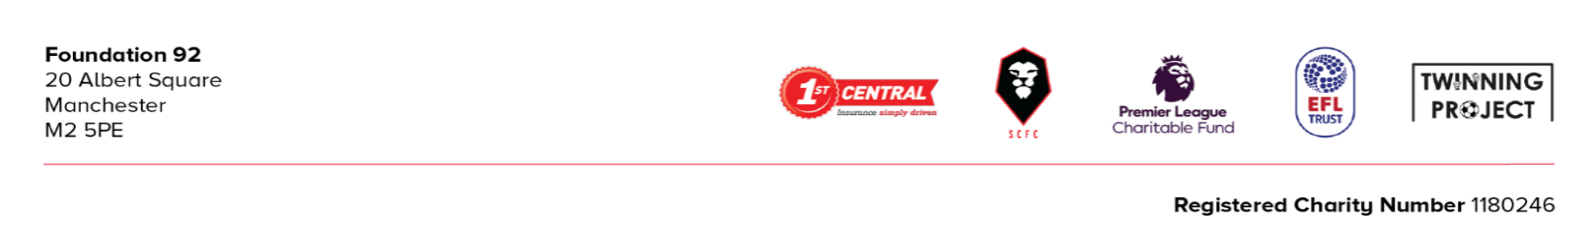 Foundation 92
20 Albert Square
Manchester
M2 5PE
1ST CENTRAL
Insurance simply driven
SCFC
Premier League
Charitable Fund
EFL
TRUST
TWINNING
PROJECT
Registered Charity Number 1180246